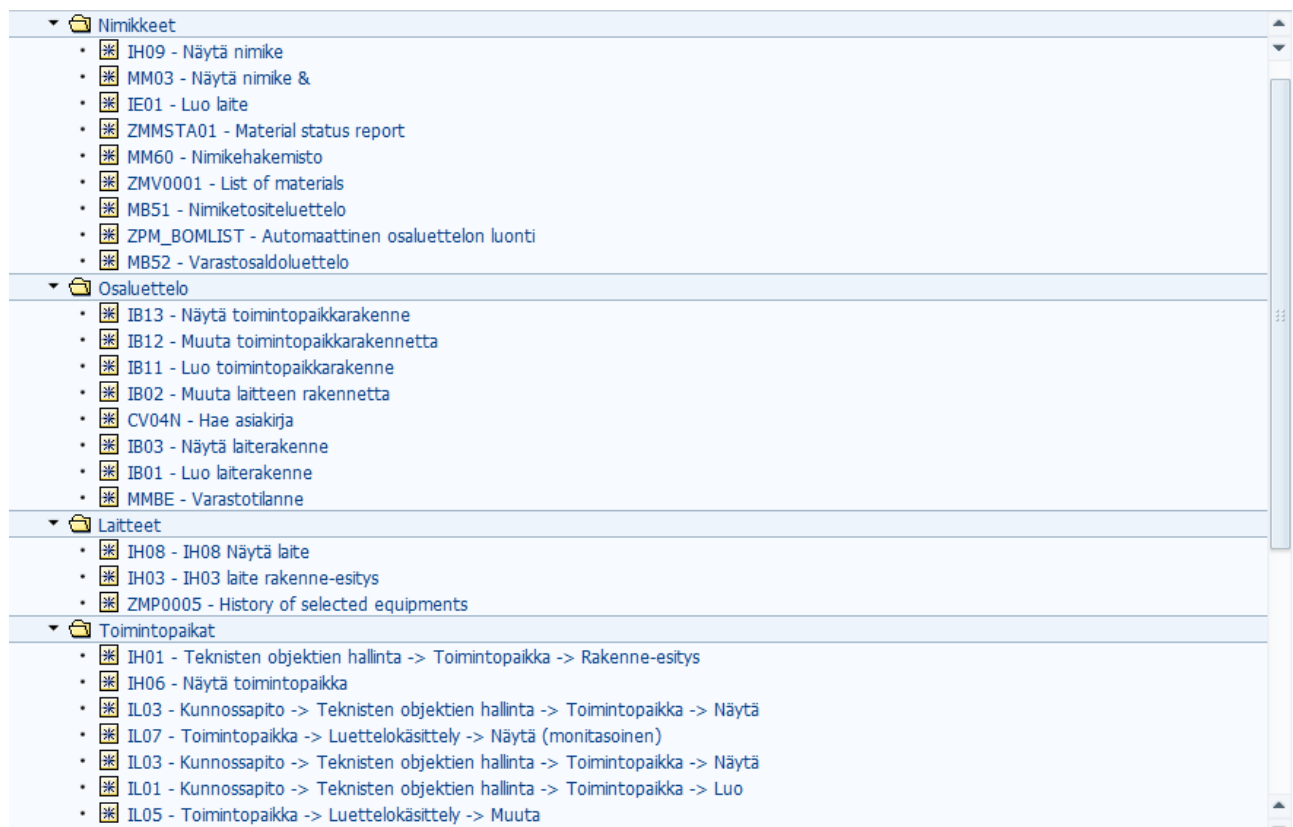 Nimikkeet
IH09 - Näytä nimike
MM03 - Näytä nimike &
IE01 - Luo laite
ZMMSTA01 - Material status report
MM60 - Nimikehakemisto
ZMV0001 - List of materials
MB51 - Nimiketositeluettelo
ZPM_BOMLIST - Automaattinen osaluettelon luonti
MB52 - Varastosaldoluettelo
Osaluettelo
IB13 - Näytä toimintopaikkarakenne
IB12 - Muuta toimintopaikkarakennetta
IB11 - Luo toimintopaikkarakenne
IB02 - Muuta laitteen rakennetta
CV04N - Hae asiakirja
IB03 - Näytä laiterakenne
IB01 - Luo laiterakenne
MMBE - Varastotilanne
Laitteet
IH08 - IH08 Näytä laite
IH03 - IH03 laite rakenne-esitys
ZMP0005 - History of selected equipments
Toimintopaikat
IH01 - Teknisten objektien hallinta -> Toimintopaikka -> Rakenne-esitys
IH06 - Näytä toimintopaikka
IL03 - Kunnossapito -> Teknisten objektien hallinta -> Toimintopaikka -> Näytä
IL07 - Toimintopaikka -> Luettelokäsittely -> Näytä (monitasoinen)
IL03 - Kunnossapito -> Teknisten objektien hallinta -> Toimintopaikka -> Näytä
IL01 - Kunnossapito -> Teknisten objektien hallinta -> Toimintopaikka -> Luo
IL05 - Toimintopaikka -> Luettelokäsittely -> Muuta